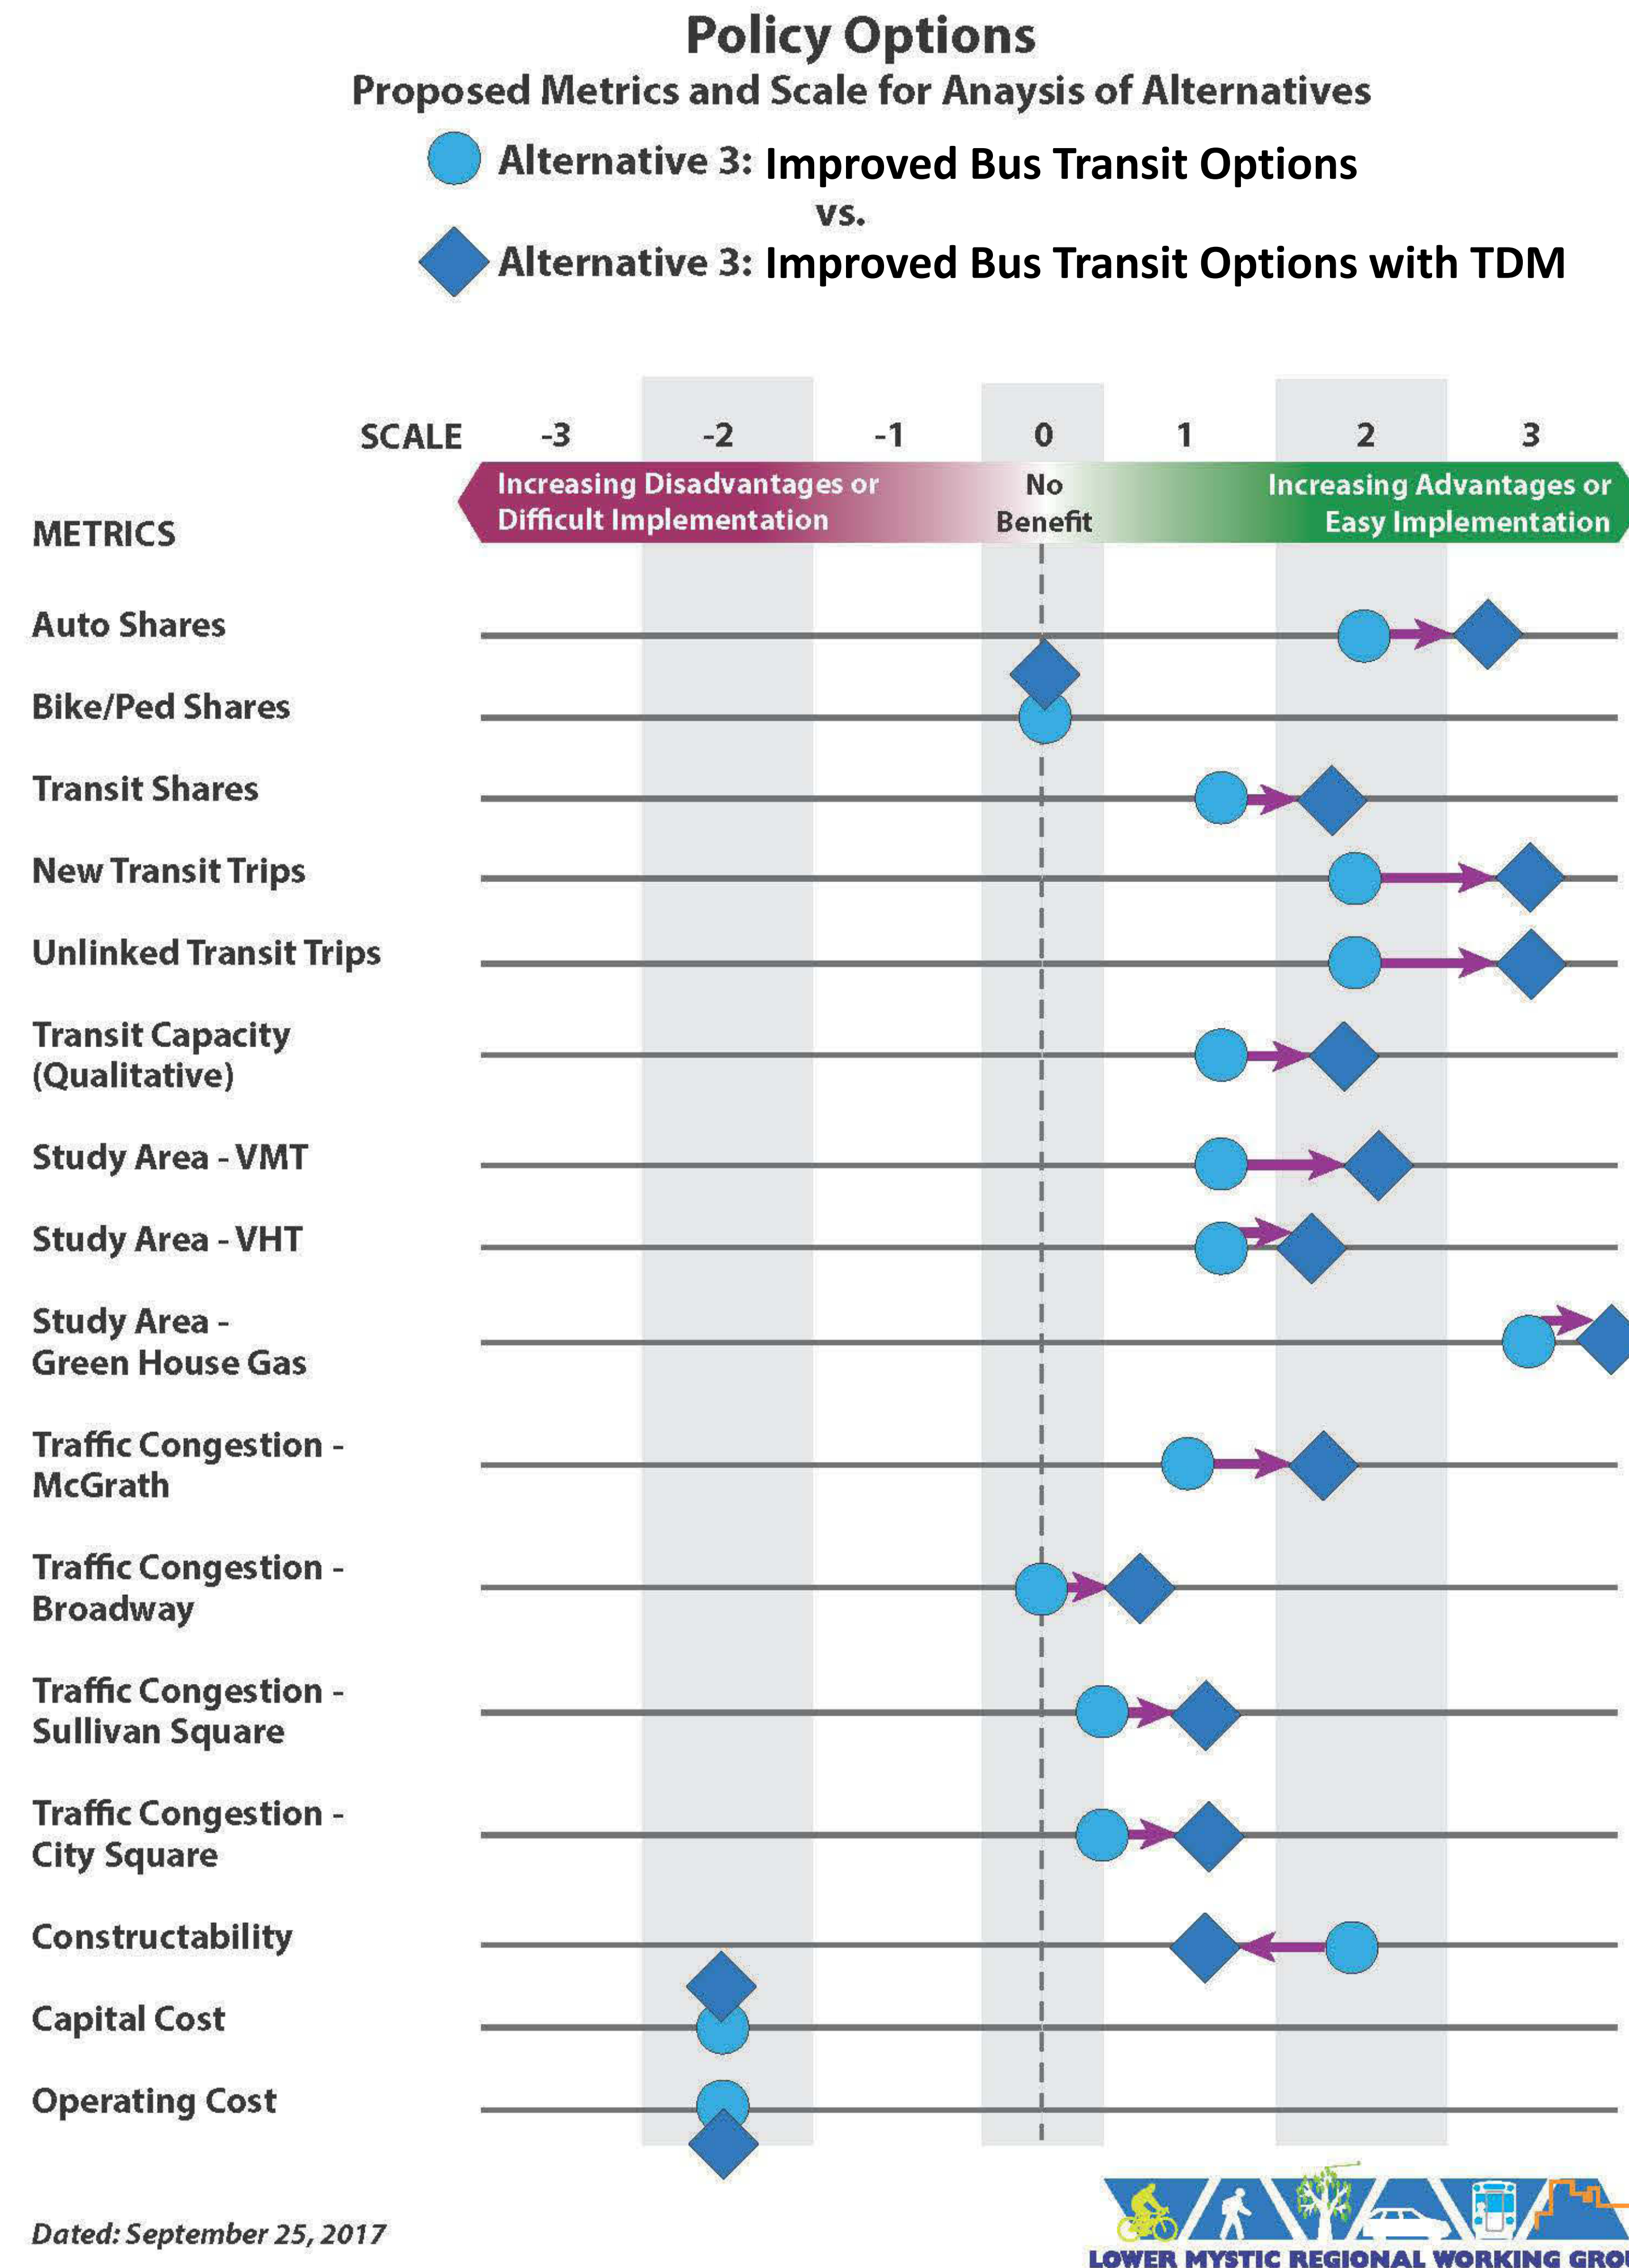 Policy Options
Proposed Metrics and Scale for Anaysis of Alternatives
Alternative 3: Improved Bus Transit Options
vs.
Alternative 3: Improved Bus Transit Options with TDM
SCALE -3 -2 -1 0 1 2 3
Increasing Disadvantages or
Difficult Implementation
No
Benefit
Increasing Advantages or
Easy Implementation
METRICS
Auto Shares
Bike/Ped Shares
Transit Shares
New Transit Trips
Unlinked Transit Trips
Transit Capacity
(Qualitative)
Study Area - VMT
Study Area - VHT
Study Area -
Green House Gas
Traffic Congestion -
McGrath
Traffic Congestion -
Broadway
Traffic Congestion -
Sullivan Square
Traffic Congestion -
City Square
Constructability
Capital Cost
Operating Cost
Dated: September 25, 2017
LOWER MYSTIC REGIONAL WORKING GRO